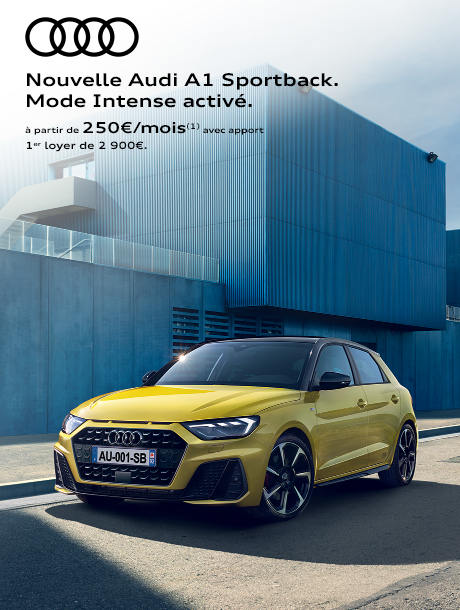 Nouvelle Audi A1 Sportback.
Mode Intense activé.
à partir de 250€/mois(1) avec apport
1er loyer de 2 900€.
AU-001-SB